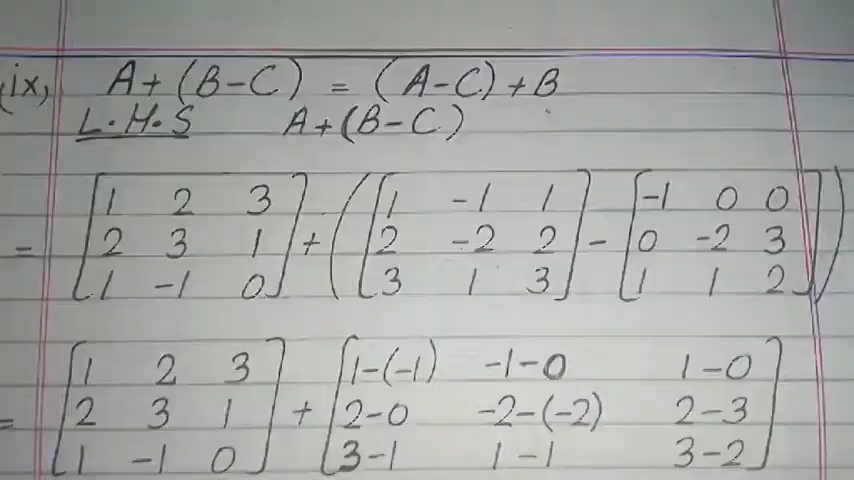 (ix, A+(B-C) = (A-C)+B
L.H.S A+(B-C)
= [1 2 3 + ([1 -1 1 - [-1 0 0
2 3 1 2 -2 2 0 -2 3
1 -1 0] 3 1 3] 1 1 2])
= [1 2 3 + [1-(-1) -1-0 1-0
2 3 1 2-0 -2-(-2) 2-3
1 -1 0] 3-1 1-1 3-2]